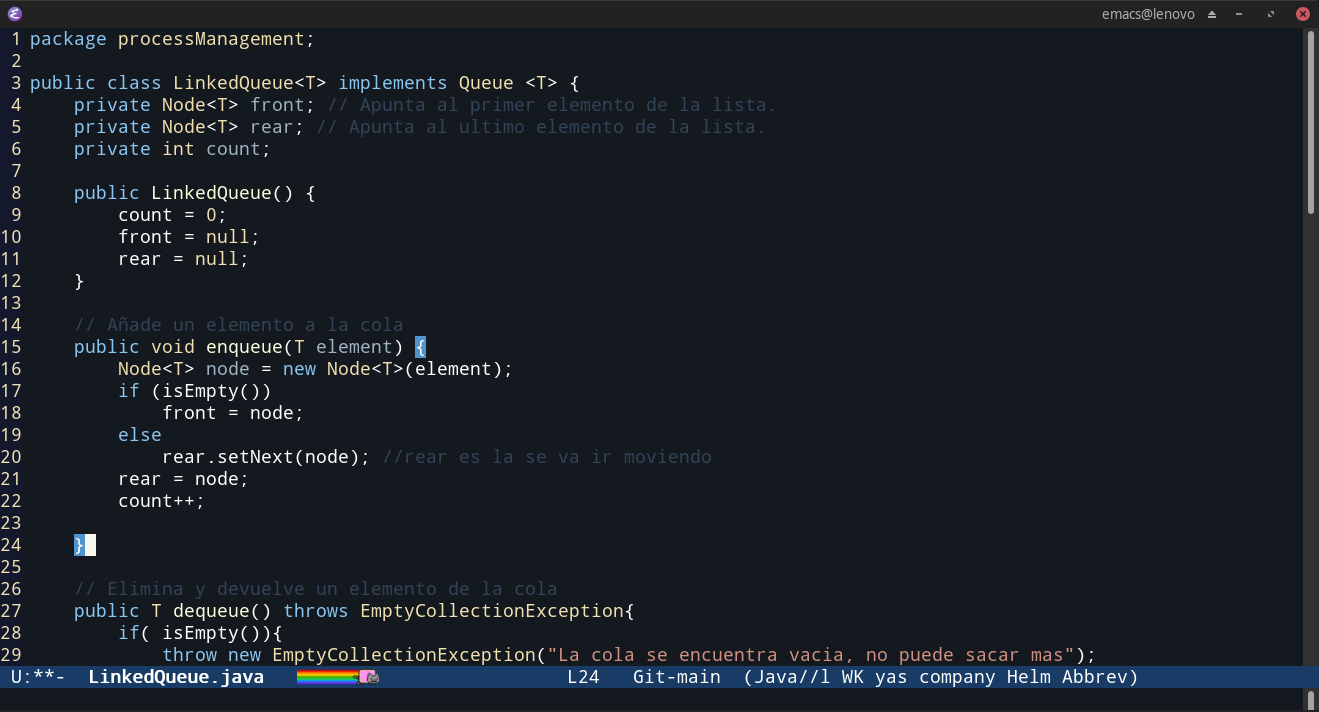 emacs@lenovo
1 package processManagement;
2
3 public class LinkedQueue<T> implements Queue <T> {
4     private Node<T> front; // Apunta al primer elemento de la lista.
5     private Node<T> rear; // Apunta al ultimo elemento de la lista.
6     private int count;
7
8     public LinkedQueue() {
9         count = 0;
10         front = null;
11         rear = null;
12     }
13
14     // Añade un elemento a la cola
15     public void enqueue(T element) {
16         Node<T> node = new Node<T>(element);
17         if (isEmpty())
18             front = node;
19         else
20             rear.setNext(node); //rear es la se va ir moviendo
21         rear = node;
22         count++;
23
24     }
25
26     // Elimina y devuelve un elemento de la cola
27     public T dequeue() throws EmptyCollectionException{
28         if( isEmpty()){
29             throw new EmptyCollectionException("La cola se encuentra vacia, no puede sacar mas");
U:**-  LinkedQueue.java  L24  Git-main  (Java//l WK yas company Helm Abbrev)